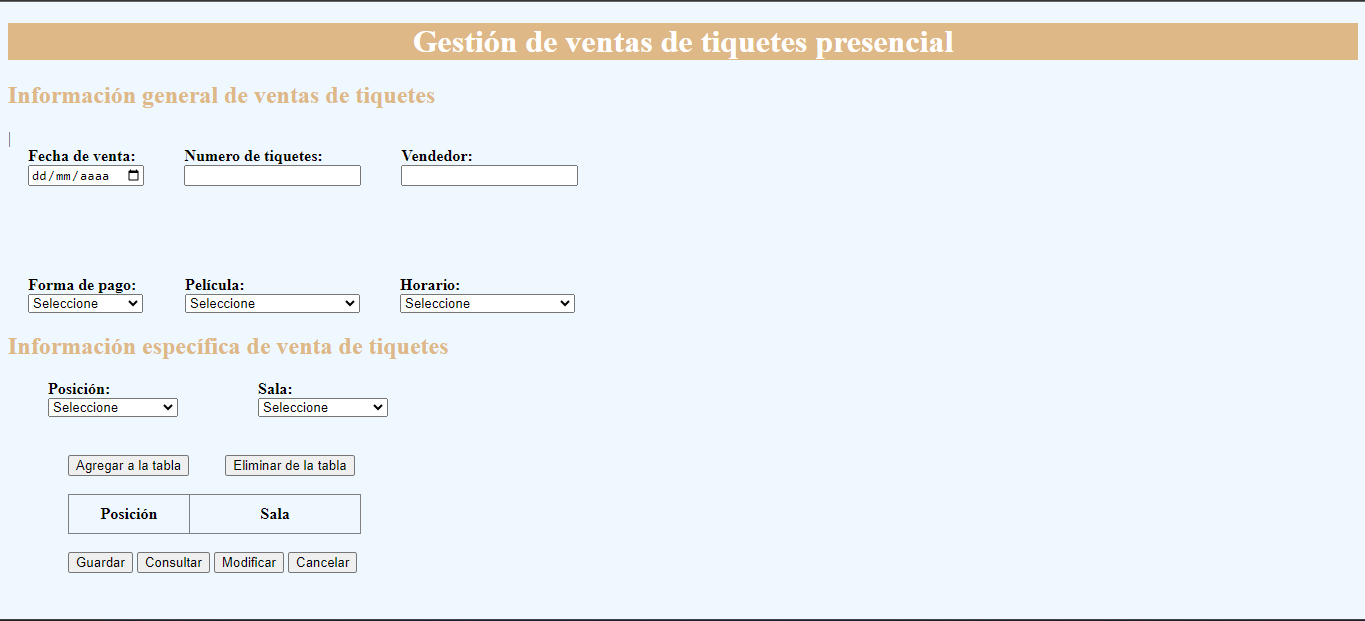 Gestión de ventas de tiquetes presencial
Información general de ventas de tiquetes
Fecha de venta: Numero de tiquetes: Vendedor:
dd/mm/aaaa
Forma de pago: Película: Horario:
Seleccione Seleccione Seleccione
Información específica de venta de tiquetes
Posición: Sala:
Seleccione Seleccione
Agregar a la tabla Eliminar de la tabla
Posición Sala
Guardar Consultar Modificar Cancelar